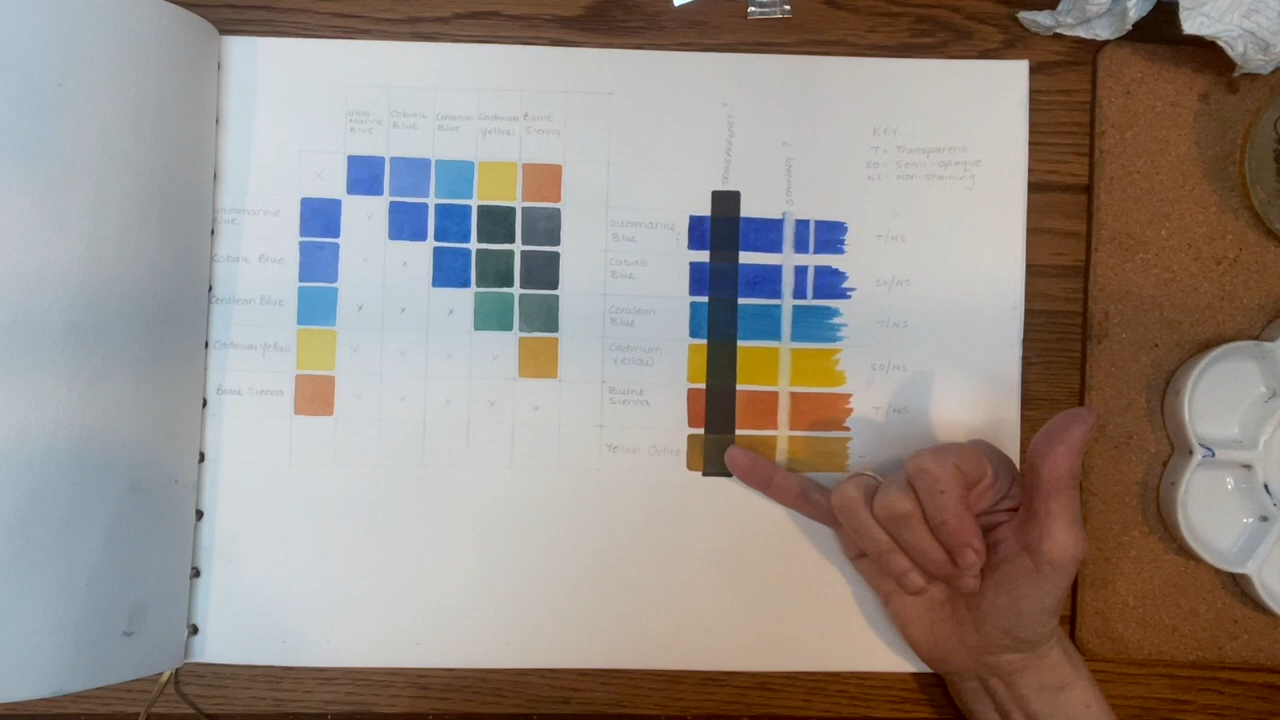 Ultra-
marine
Blue
Cobalt
Blue
Cerulean
Blue
Cadmium
Yellow
Burnt
Sienna
Ultramarine
Blue
Cobalt Blue
Cerulean Blue
Cadmium Yellow
Burnt Sienna
TRANSPARENCY?
STAINING?
Ultramarine
Blue
Cobalt
Blue
Cerulean
Blue
Cadmium
Yellow
Burnt
Sienna
Yellow Ochre
T/NS
SO/NS
T/NS
SO/NS
T/NS
KEY
T = Transparent
SO = Semi-opaque
NS = Non-staining